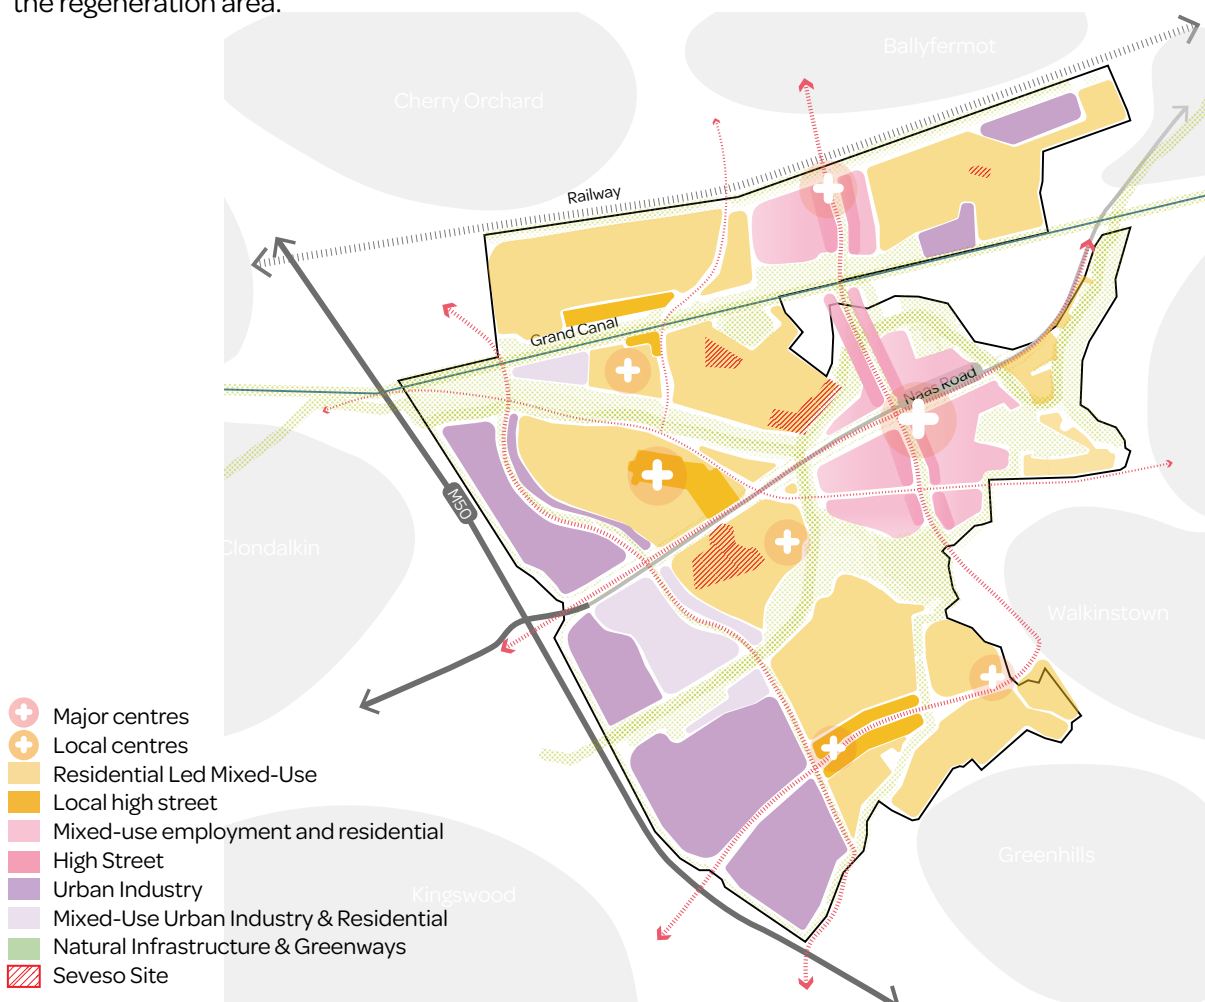 the regeneration area.
Ballyfermot
Cherry Orchard
Railway
Grand Canal
Naas Road
M50
Clondalkin
Walkinstown
Greenhills
Kingswood
Major centres
Local centres
Residential Led Mixed-Use
Local high street
Mixed-use employment and residential
High Street
Urban Industry
Mixed-Use Urban Industry & Residential
Natural Infrastructure & Greenways
Seveso Site